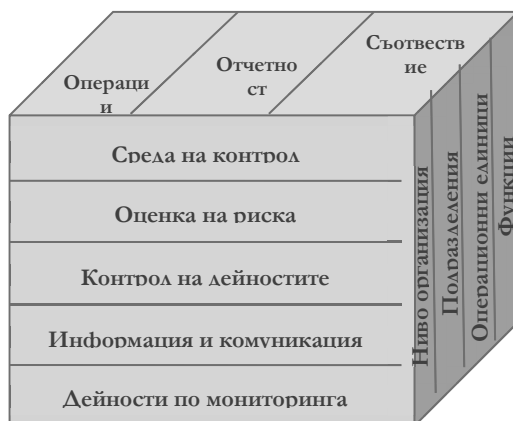 Операци
и
Отчетно
ст
СъотвестВ
ие
Среда на контрол
Оценка на риска
Контрол на дейностите
Информация и комуникация
Дейности по мониторинга
Ниво организация
Подразделения
Операционни единици
Функции